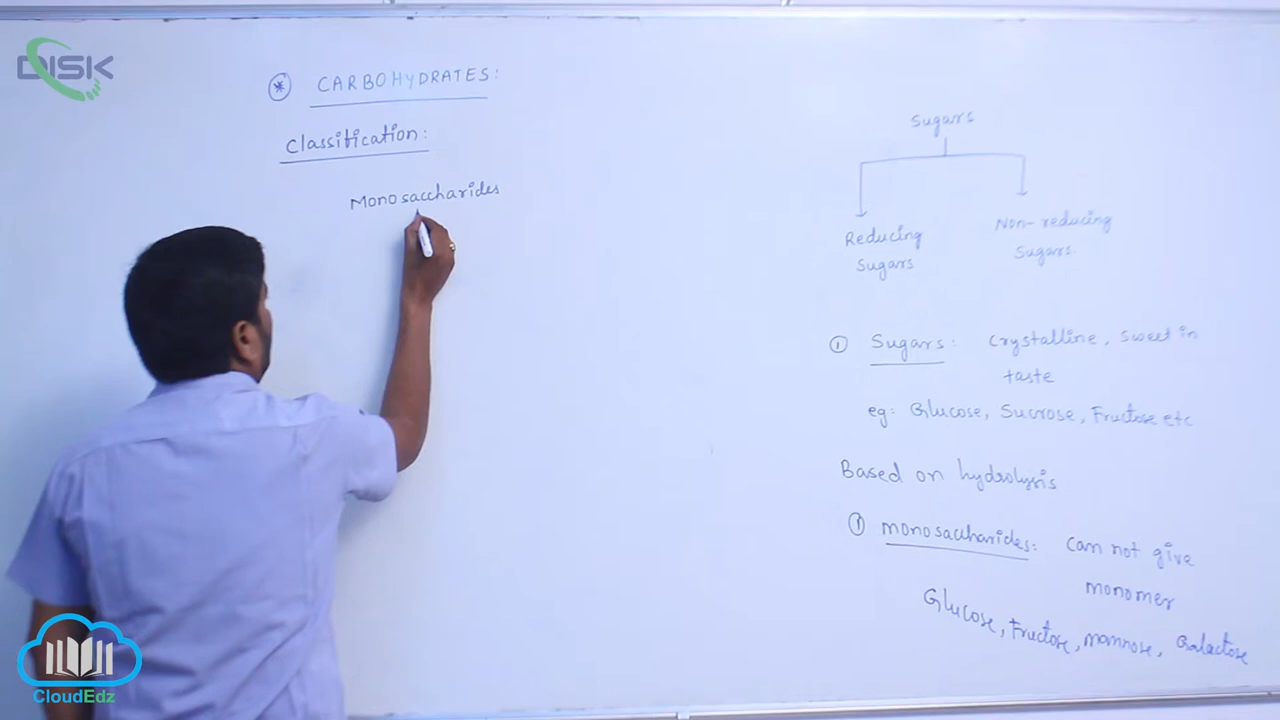 DISK
* CARBOHYDRATES:
Classification:
Monosaccharides
Sugars
Reducing
Sugars
Non-reducing
Sugars.
① Sugars: Crystalline, sweet in
taste
eg: Glucose, Sucrose, Fructose etc
Based on hydrolysis
① monosaccharides: Can not give
monomer
Glucose, Fructose, mannose, Galactose
CloudEdz